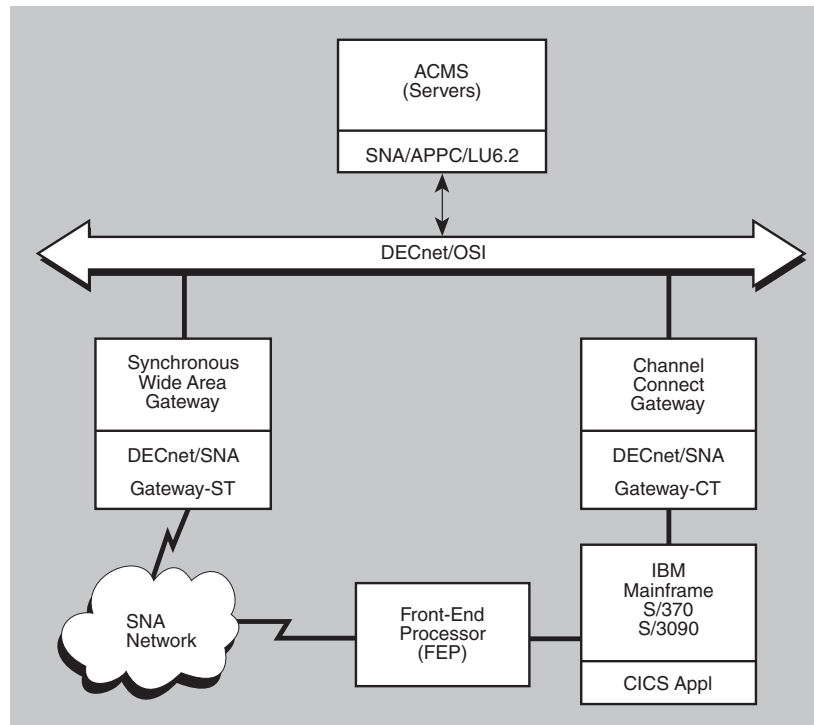 ACMS
(Servers)
SNA/APPC/LU6.2
DECnet/OSI
Synchronous
Wide Area
Gateway
DECnet/SNA
Gateway-ST
Channel
Connect
Gateway
DECnet/SNA
Gateway-CT
SNA
Network
Front-End
Processor
(FEP)
IBM
Mainframe
S/370
S/3090
CICS Appl